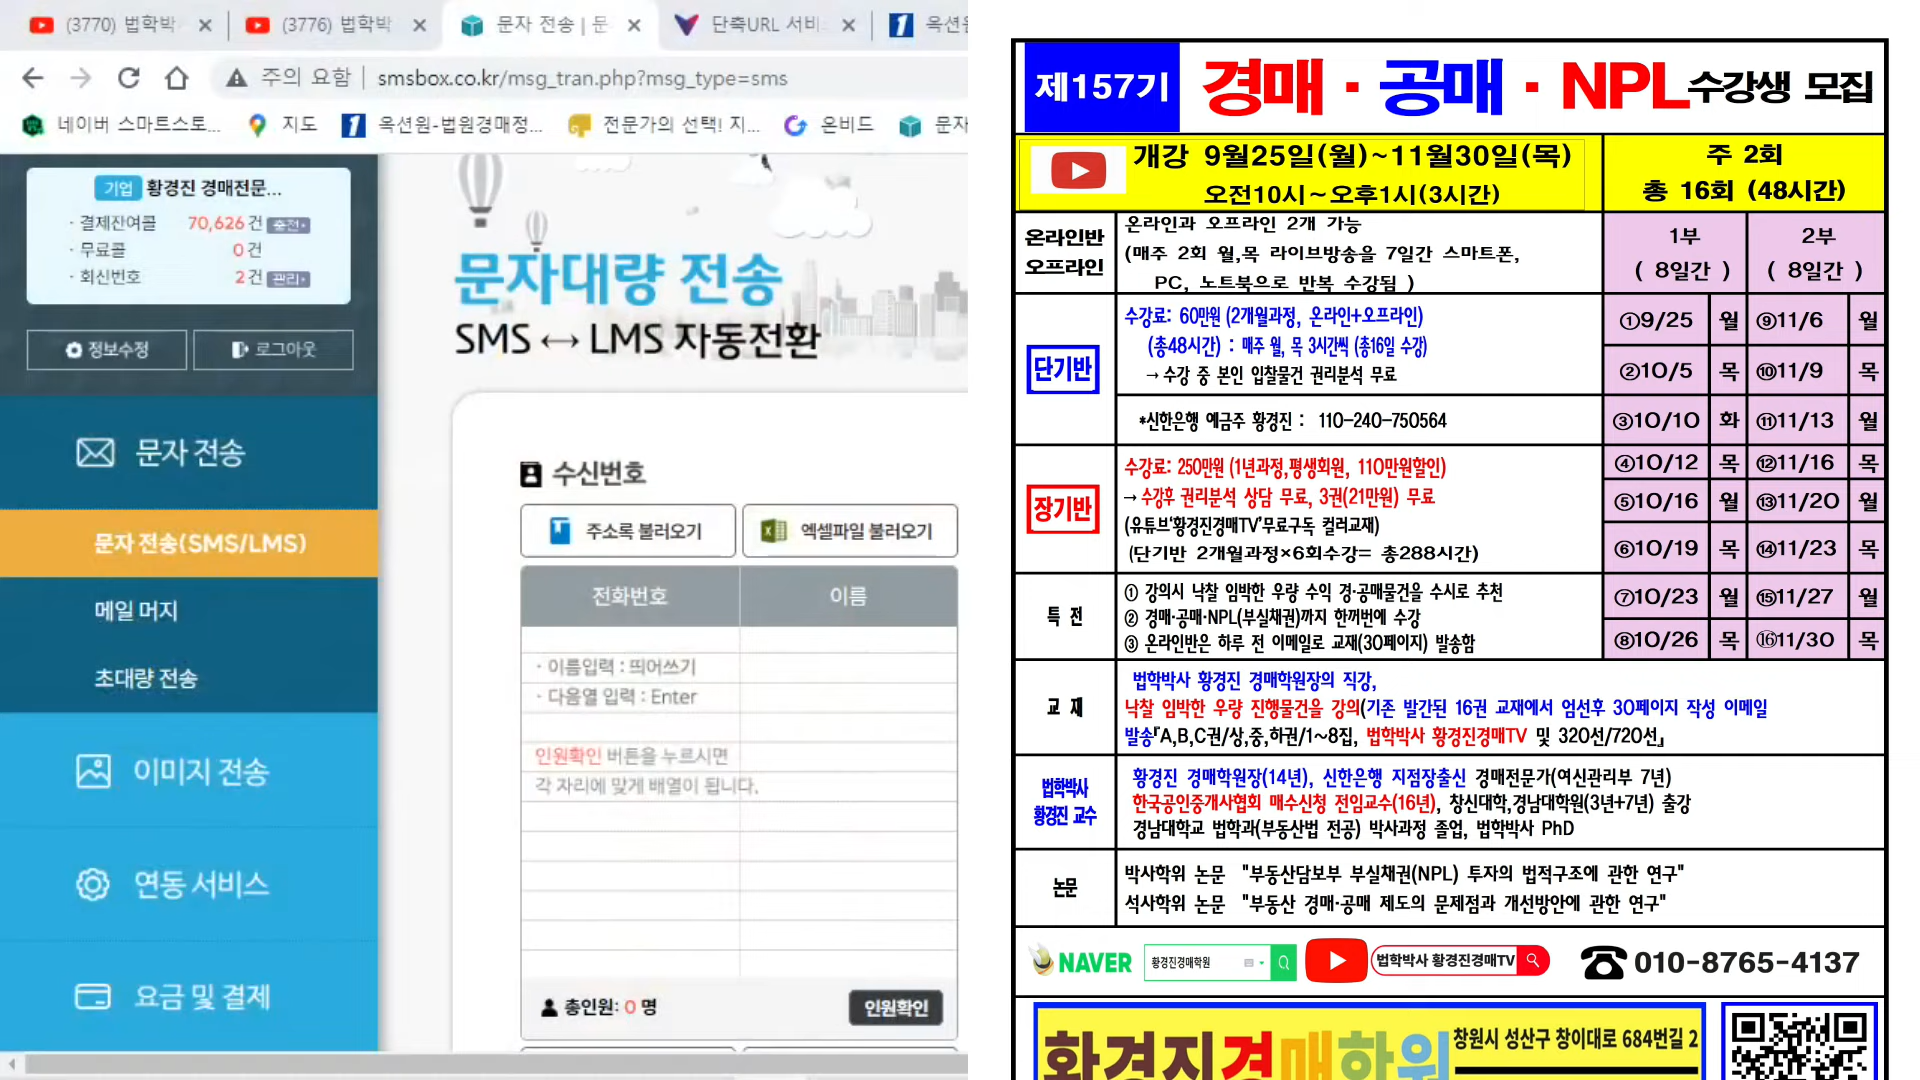 (3770) 법학박
(3776) 법학박
문자 전송 | 문
단축URL 서비
옥션원
주의 요함
smsbox.co.kr/msg_tran.php?msg_type=sms
네이버 스마트스토...
지도
옥션원-법원경매정...
전문가의 선택! 지...
온비드
문자
기업 황경진 경매전문...
· 결제잔여콜 70,626 건 충전
· 무료콜 0 건
· 회신번호 2 건 관리
정보수정
로그아웃
문자 전송
문자 전송(SMS/LMS)
메일 머지
초대량 전송
이미지 전송
연동 서비스
요금 및 결제
문자대량 전송
SMS ↔ LMS 자동전환
수신번호
주소록 불러오기
엑셀파일 불러오기
전화번호 이름
· 이름입력 : 띄어쓰기
· 다음열 입력 : Enter
인원확인 버튼을 누르시면
각 자리에 맞게 배열이 됩니다.
총인원: 0 명
인원확인
제157기 경매 · 공매 · NPL 수강생 모집
개강 9월25일(월)~11월30일(목)
오전10시~오후1시(3시간)
주 2회
총 16회 (48시간)
온라인반
오프라인
온라인과 오프라인 2개 가능
(매주 2회 월,목 라이브방송을 7일간 스마트폰,
PC, 노트북으로 반복 수강됨 )
1부
( 8일간 )
2부
( 8일간 )
단기반
수강료: 60만원 (2개월과정, 온라인+오프라인)
(총48시간) : 매주 월, 목 3시간씩 (총16일 수강)
→ 수강 중 본인 입찰물건 권리분석 무료
*신한은행 예금주 황경진 : 110-240-750564
①9/25 월 ⑨11/6 월
②10/5 목 ⑩11/9 목
③10/10 화 ⑪11/13 월
④10/12 목 ⑫11/16 목
⑤10/16 월 ⑬11/20 월
⑥10/19 목 ⑭11/23 목
⑦10/23 월 ⑮11/27 월
⑧10/26 목 ⑯11/30 목
장기반
수강료: 250만원 (1년과정,평생회원, 110만원할인)
→ 수강후 권리분석 상담 무료, 3권(21만원) 무료
(유튜브'황경진경매TV'무료구독 컬러교재)
(단기반 2개월과정×6회수강= 총288시간)
특 전
① 강의시 낙찰 임박한 우량 수익 경·공매물건을 수시로 추천
② 경매·공매·NPL(부실채권)까지 한꺼번에 수강
③ 온라인반은 하루 전 이메일로 교재(30페이지) 발송함
교 재
법학박사 황경진 경매학원장의 직강,
낙찰 임박한 우량 진행물건을 강의(기존 발간된 16권 교재에서 엄선후 30페이지 작성 이메일
발송『A,B,C권/상,중,하권/1~8집, 법학박사 황경진경매TV 및 320선/720선』
법학박사
황경진 교수
황경진 경매학원장(14년), 신한은행 지점장출신 경매전문가(여신관리부 7년)
한국공인중개사협회 매수신청 전임교수(16년), 창신대학,경남대학원(3년+7년) 출강
경남대학교 법학과(부동산법 전공) 박사과정 졸업, 법학박사 PhD
논문
박사학위 논문 "부동산담보부 부실채권(NPL) 투자의 법적구조에 관한 연구"
석사학위 논문 "부동산 경매·공매 제도의 문제점과 개선방안에 관한 연구"
NAVER 황경진경매학원
법학박사 황경진경매TV
010-8765-4137
황경진경매학원
창원시 성산구 창이대로 684번길 2